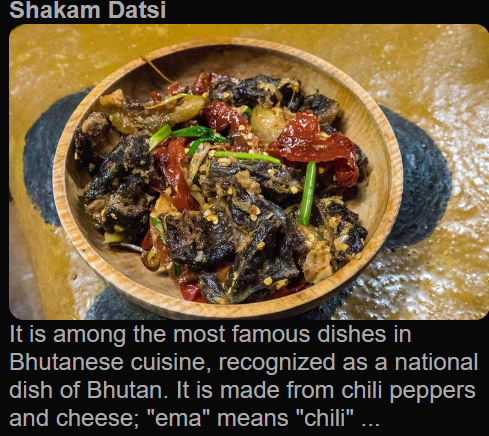 Shakam Datsi
It is among the most famous dishes in
Bhutanese cuisine, recognized as a national
dish of Bhutan. It is made from chili peppers
and cheese; "ema" means "chili" ...